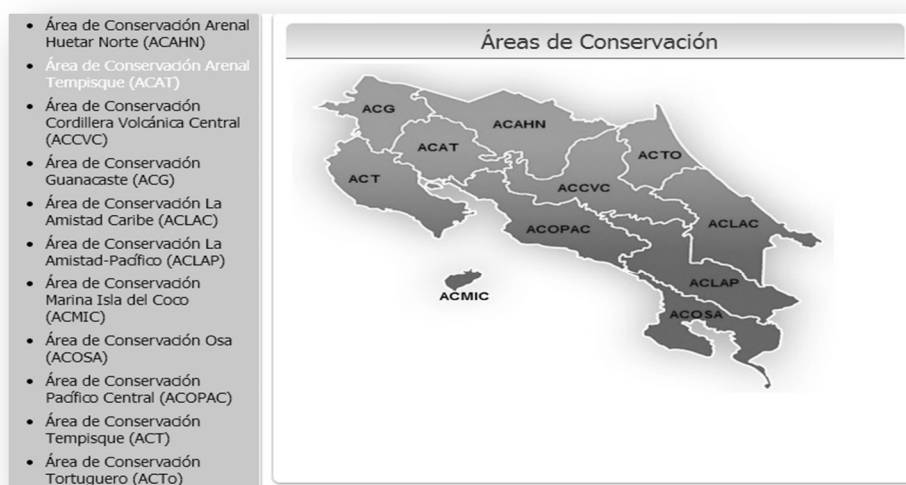 Área de Conservación Arenal
Huetar Norte (ACAHN)
Área de Conservación Arenal
Tempisque (ACAT)
Área de Conservación
Cordillera Volcánica Central
(ACCVC)
Área de Conservación
Guanacaste (ACG)
Área de Conservación La
Amistad Caribe (ACLAC)
Área de Conservación La
Amistad-Pacífico (ACLAP)
Área de Conservación
Marina Isla del Coco
(ACMIC)
Área de Conservación Osa
(ACOSA)
Área de Conservación
Pacífico Central (ACOPAC)
Área de Conservación
Tempisque (ACT)
Área de Conservación
Tortuguero (ACTo)
Áreas de Conservación
ACG
ACAHN
ACAT
ACTO
ACT
ACCVC
ACLAC
ACOPAC
ACLAP
ACMIC
ACOSA